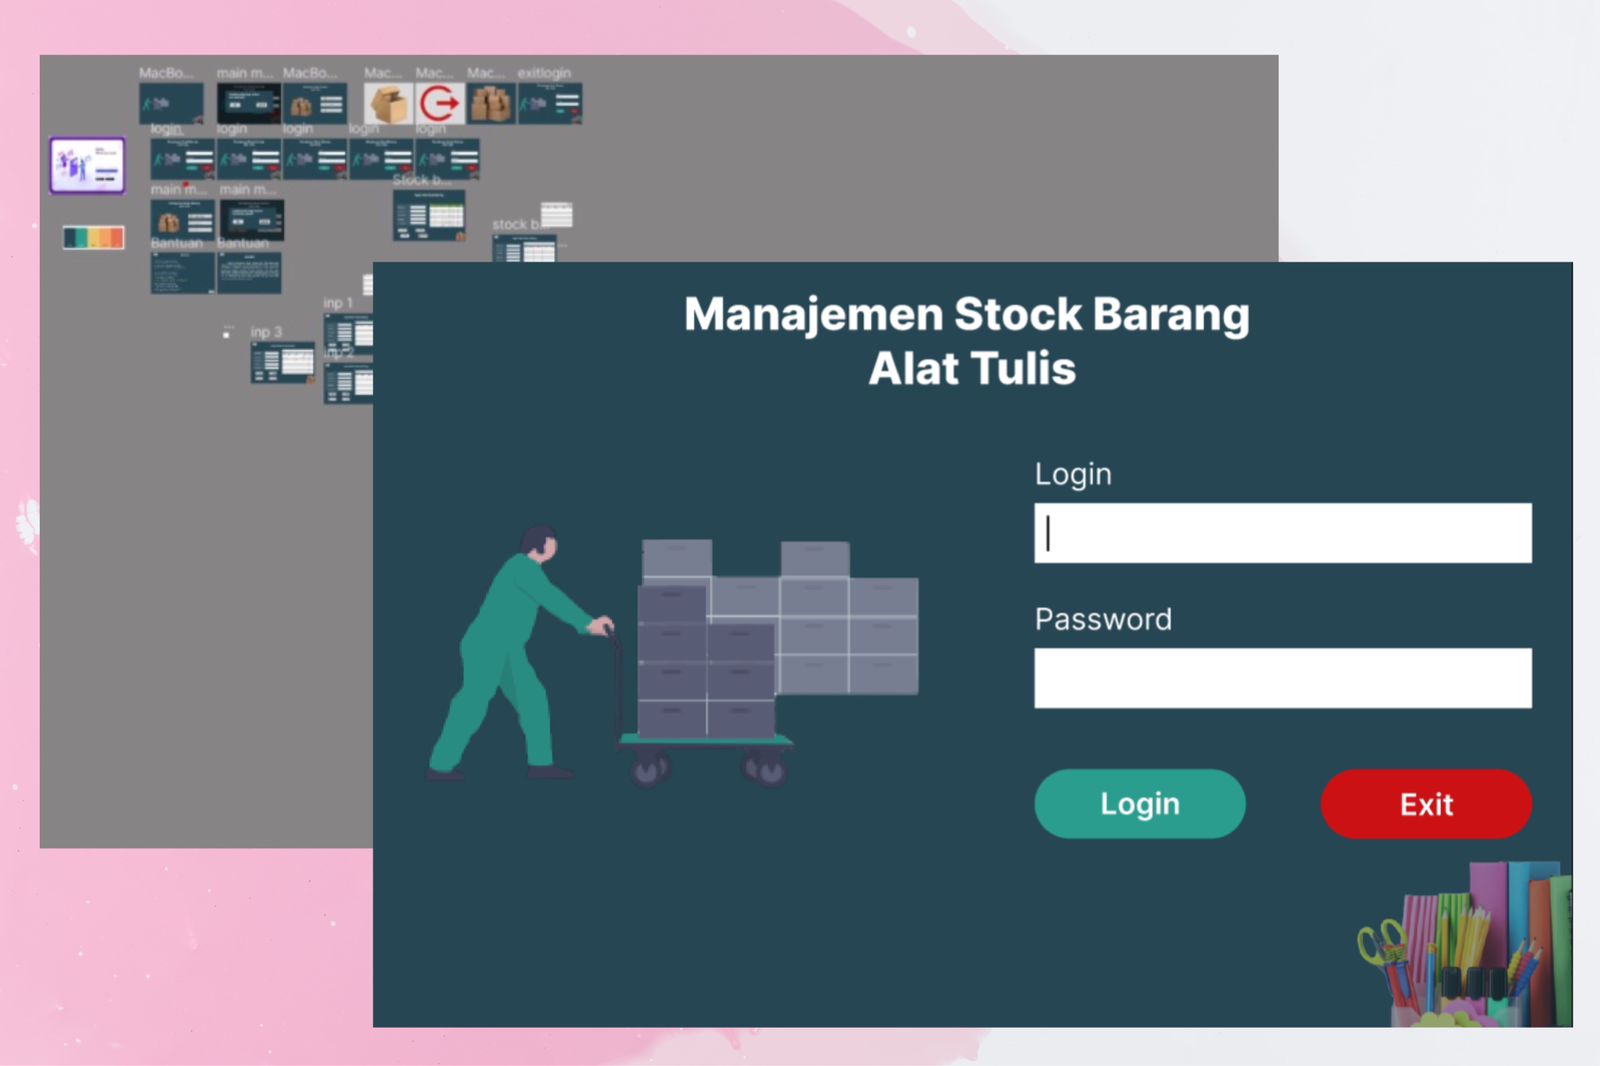 MacBo...
main m...
MacBo...
Mac...
Mac...
Mac...
exitlogin
login
login
login
login
login
main m...
main m...
Stock b...
stock b...
Bantuan
Bantuan
inp 1
inp 3
inp 2
Manajemen Stock Barang
Alat Tulis
Login
Password
Login
Exit